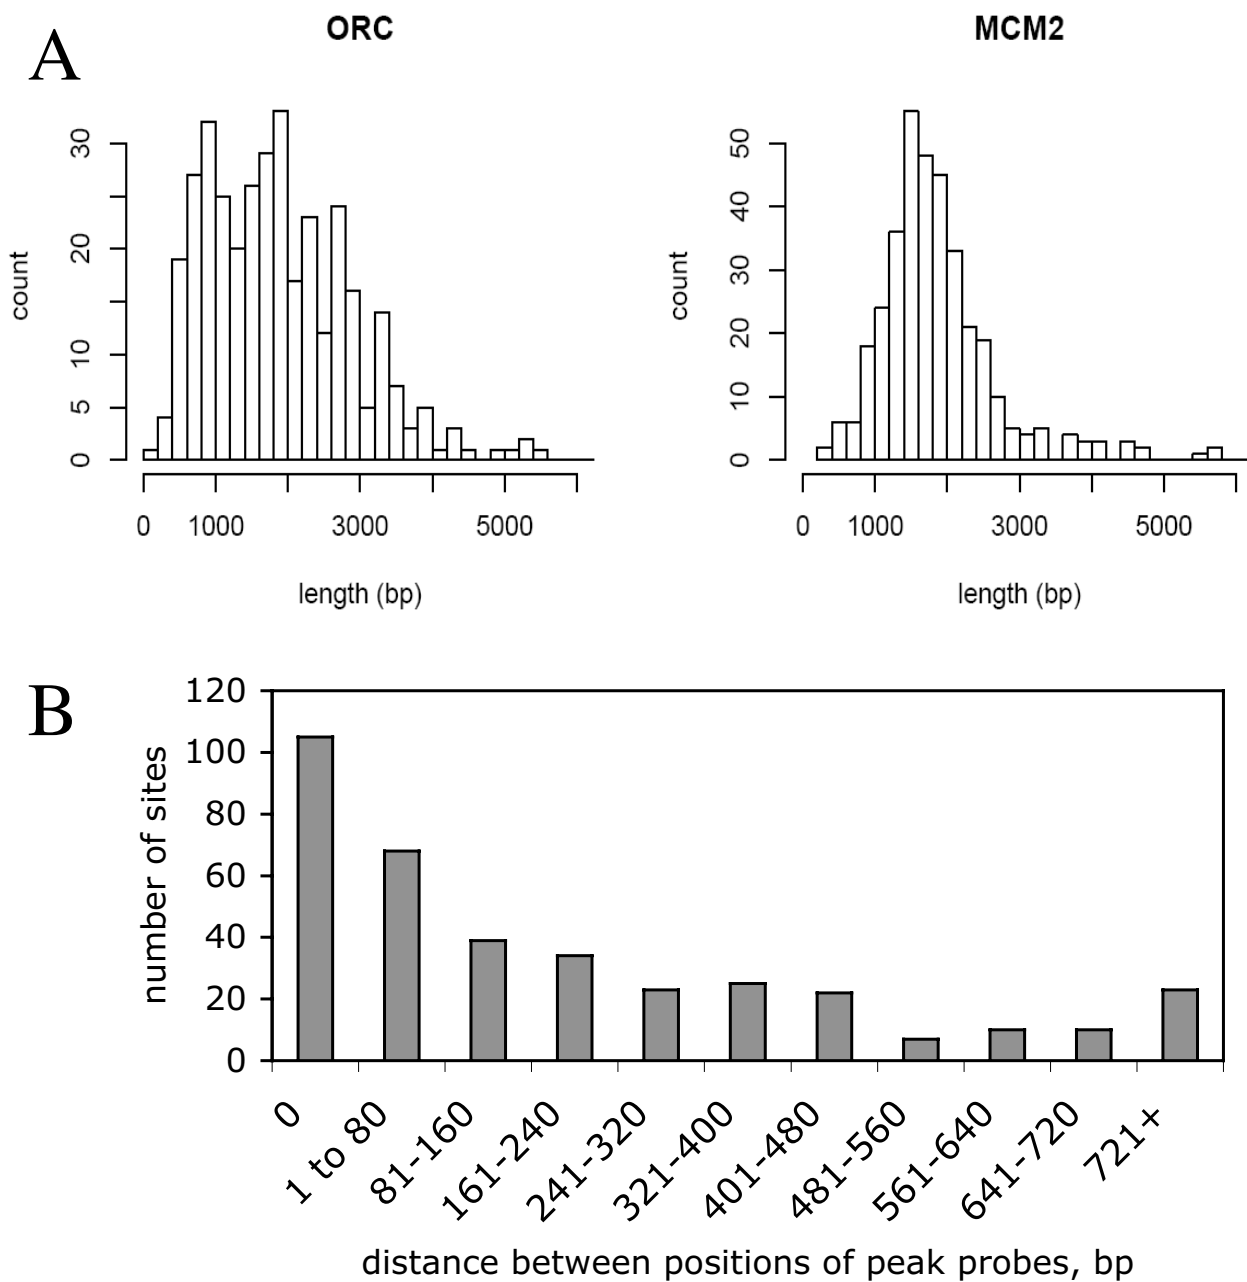 A
ORC
MCM2
count
30
20
10
5
0
0 1000 3000 5000
length (bp)
count
50
40
30
20
10
0
0 1000 3000 5000
length (bp)
B
number of sites
120
100
80
60
40
20
0
0
1 to 80
81-160
161-240
241-320
321-400
401-480
481-560
561-640
641-720
721+
distance between positions of peak probes, bp